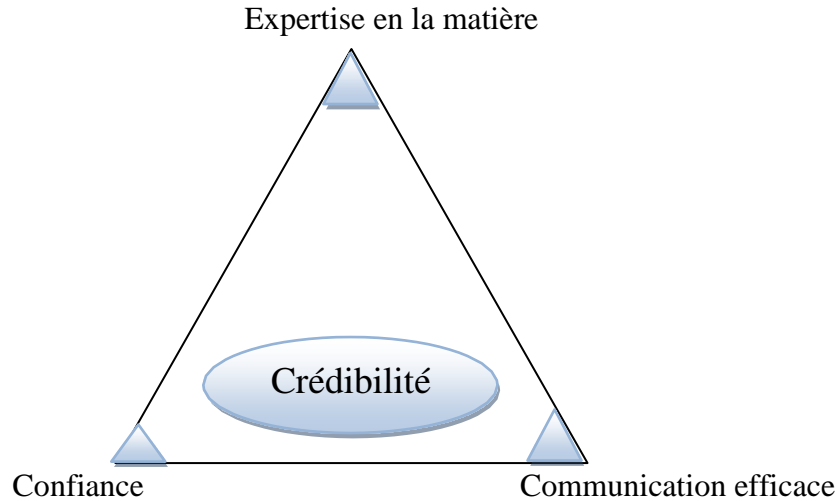 Expertise en la matière
Crédibilité
Confiance
Communication efficace